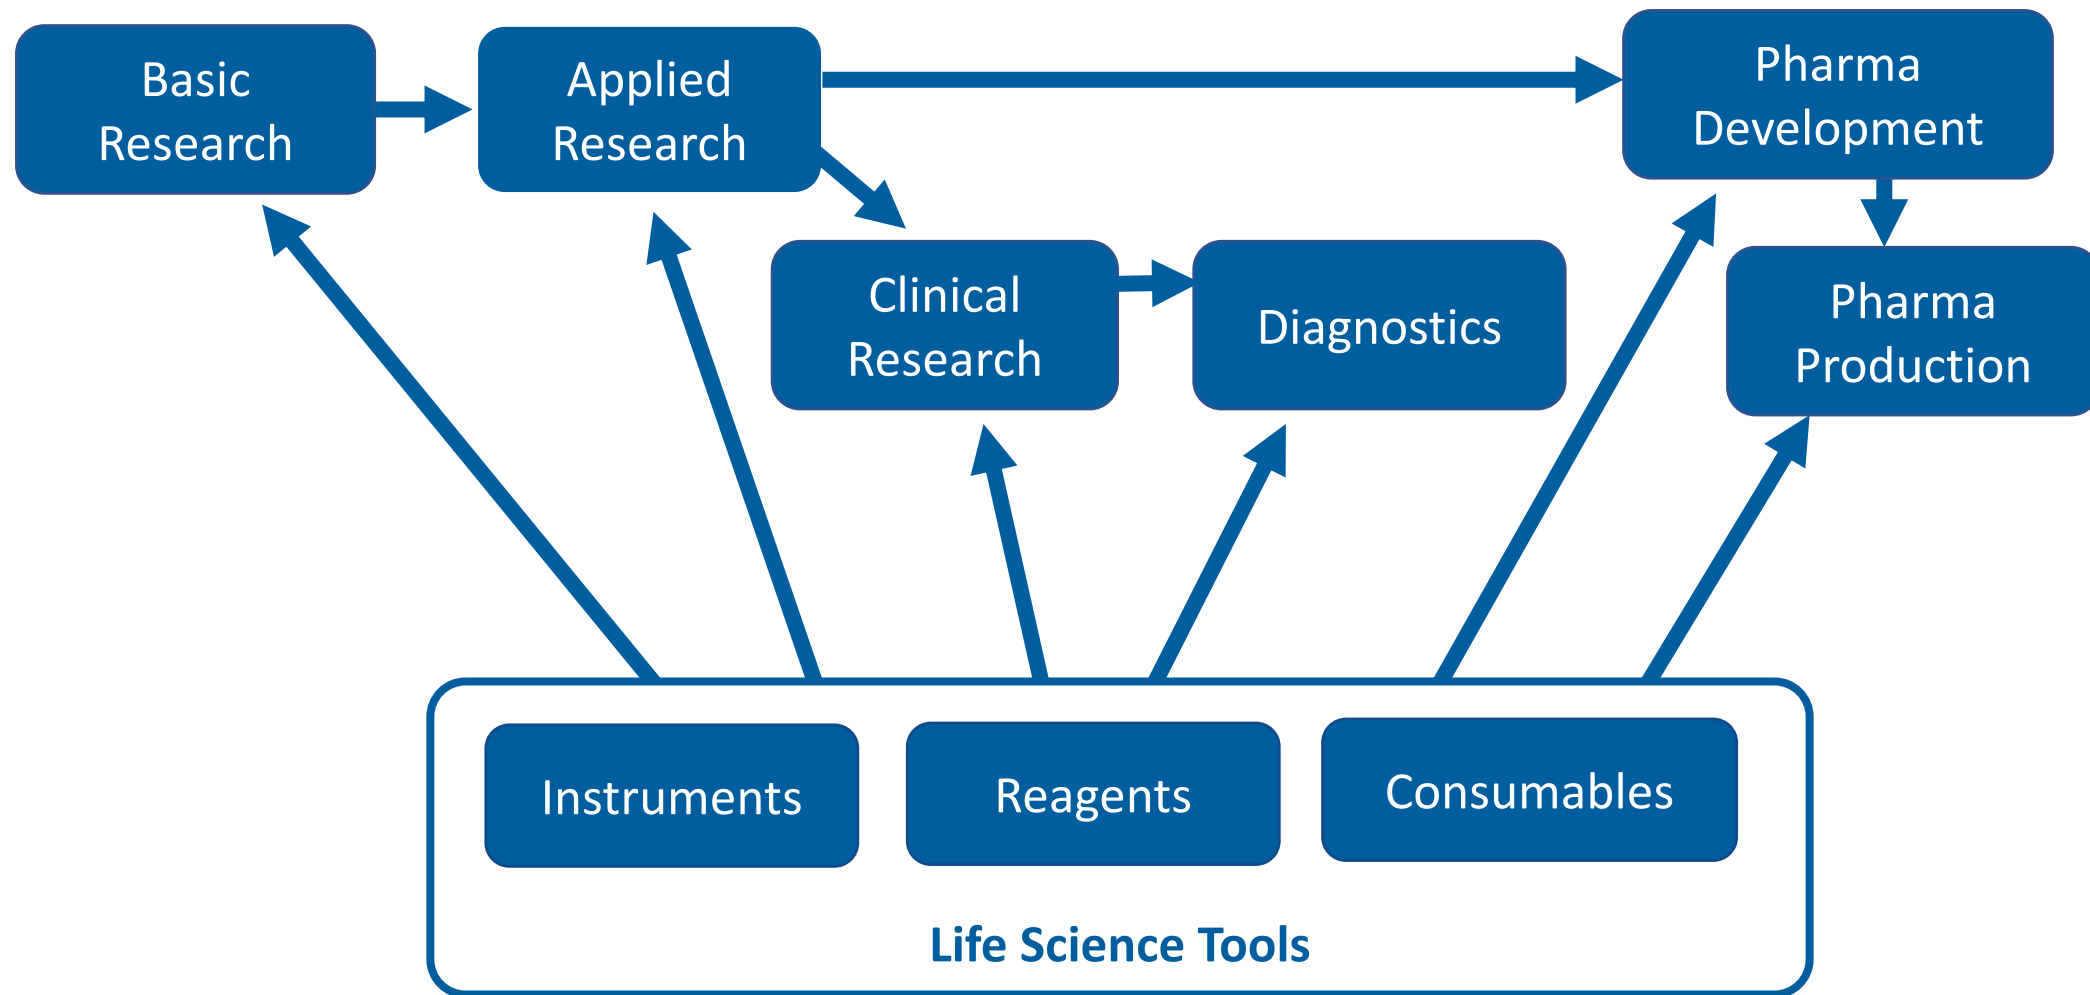 Basic
Research
Applied
Research
Pharma
Development
Clinical
Research
Diagnostics
Pharma
Production
Instruments
Reagents
Consumables
Life Science Tools